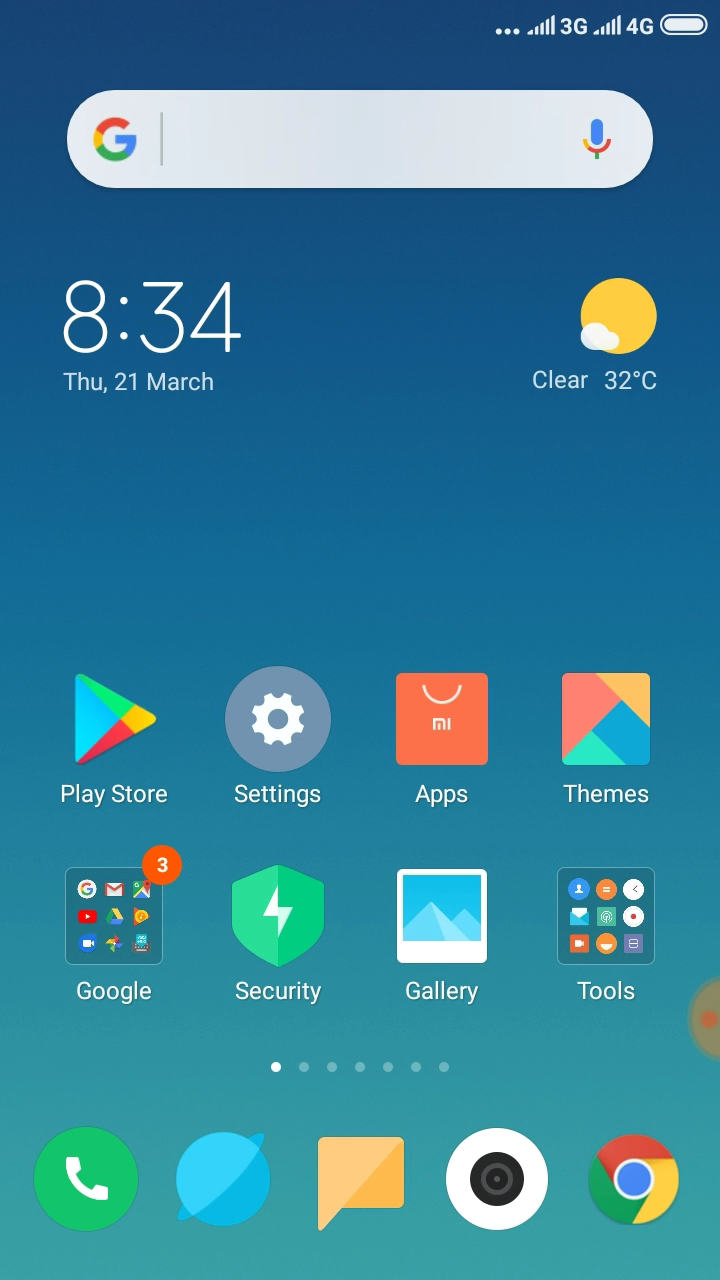 ... 3G 4G
8:34
Thu, 21 March
Clear 32°C
Play Store Settings Apps Themes
mi
3
Google Security Gallery Tools